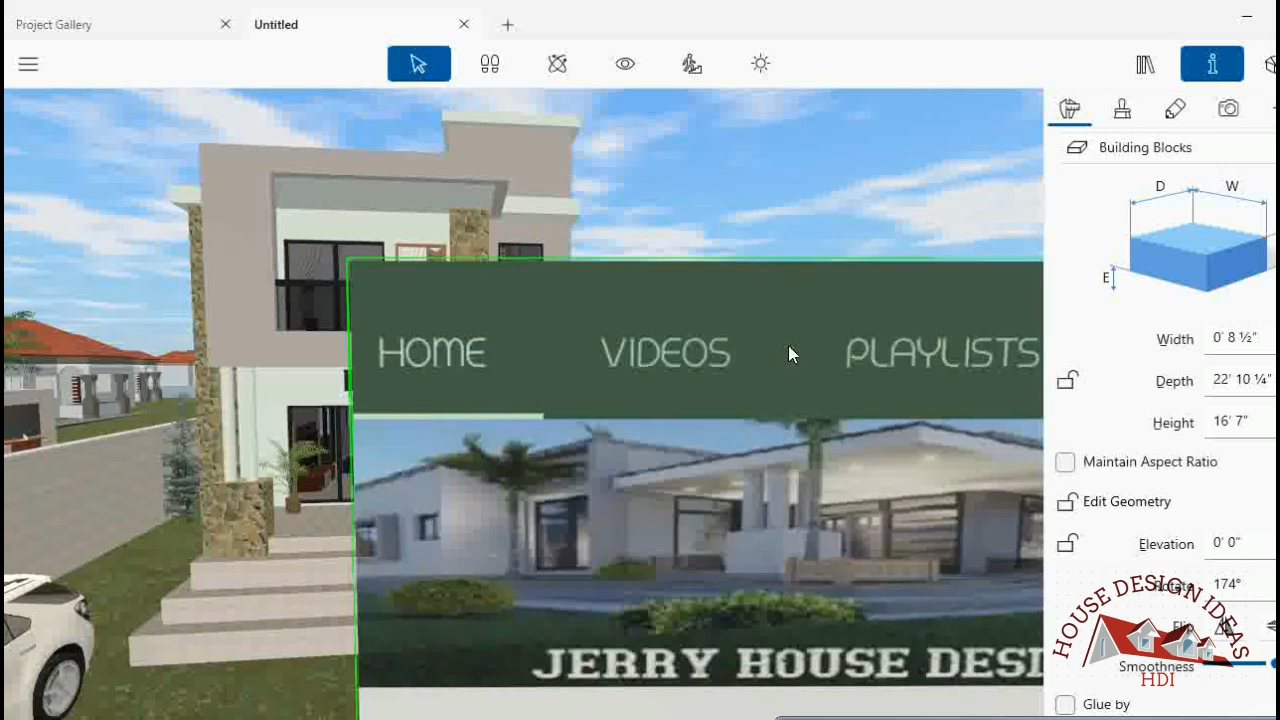 Project Gallery
Untitled
Building Blocks
D
W
E
Width
0' 8 ½"
Depth
22' 10 ¼"
Height
16' 7"
HOME
VIDEOS
PLAYLISTS
Maintain Aspect Ratio
Edit Geometry
Elevation
0' 0"
174°
HOUSE DESIGN IDEAS
HDI
Smoothness
JERRY HOUSE DESI
Glue by